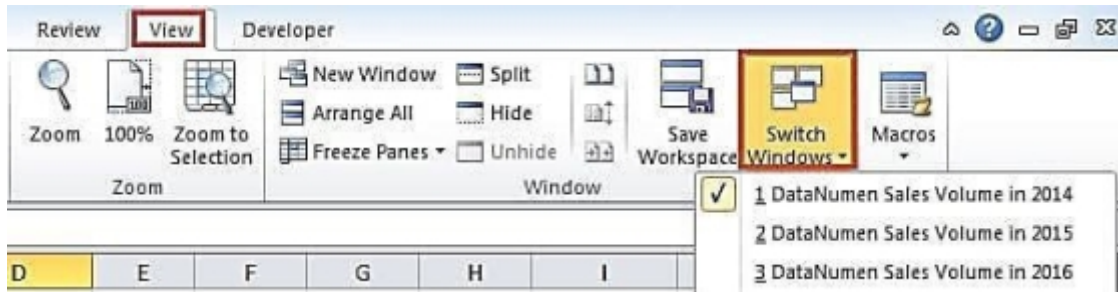 Review View Developer
New Window Split
Arrange All Hide
Freeze Panes Unhide
Zoom 100% Zoom to Selection
Save Workspace
Switch Windows
Macros
Zoom Window
1 DataNumen Sales Volume in 2014
2 DataNumen Sales Volume in 2015
3 DataNumen Sales Volume in 2016
D E F G H I